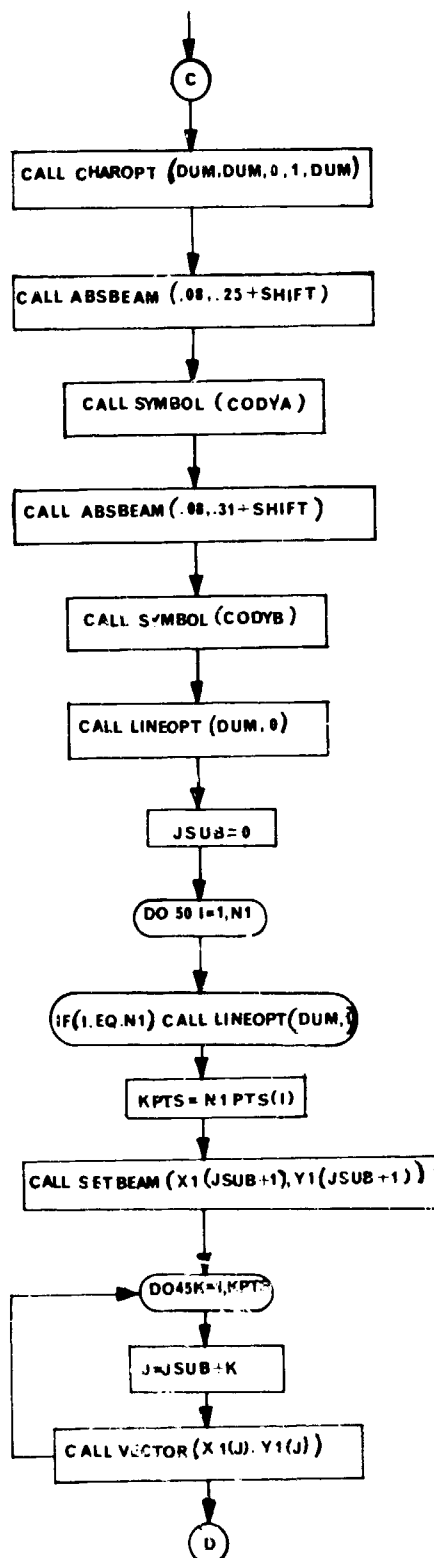 C
CALL CHAROPT (DUM,DUM,0,1,DUM)
CALL ABSBEAM (.08,.25+SHIFT)
CALL SYMBOL (CODYA)
CALL ABSBEAM (.08,.31+SHIFT)
CALL SYMBOL (CODYB)
CALL LINEOPT (DUM,0)
JSUB=0
DO 50 I=1,N1
IF(I.EQ.N1) CALL LINEOPT(DUM,1)
KPTS=N1PTS(I)
CALL SETBEAM (X1(JSUB+1),Y1(JSUB+1))
DO45K=1,KPTS
J=JSUB+K
CALL VECTOR (X1(J),Y1(J))
D